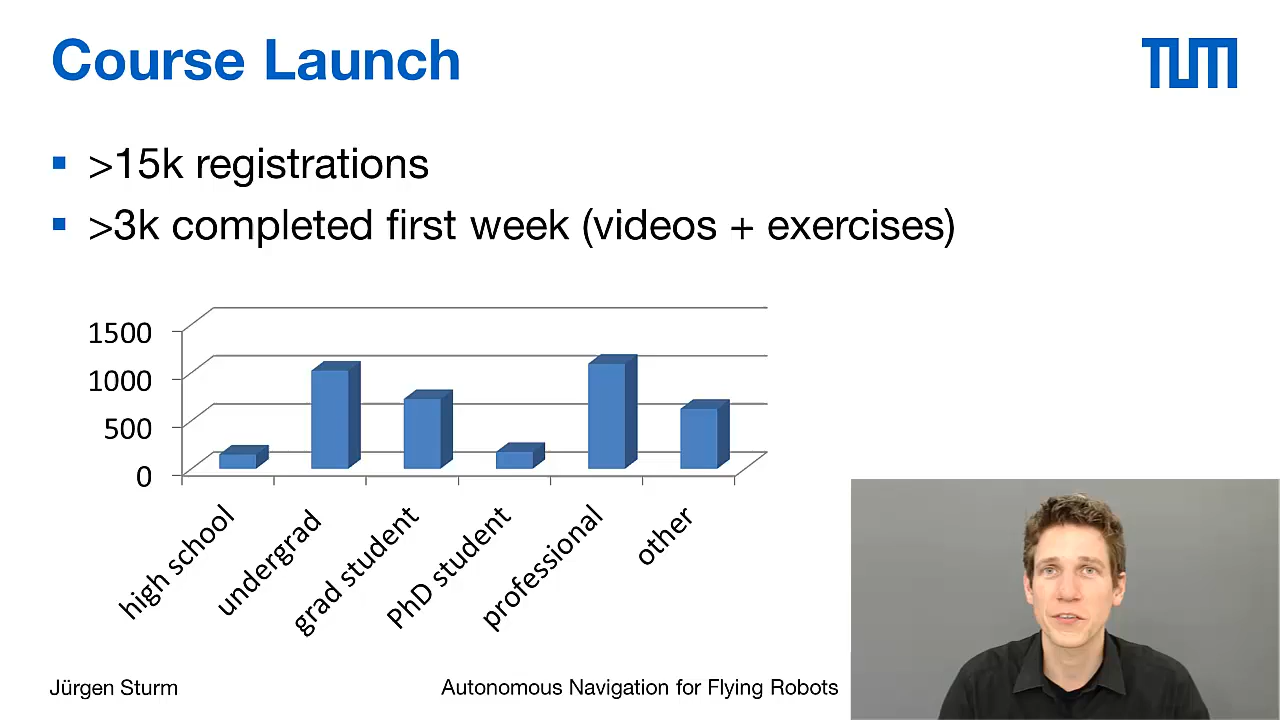 Course Launch
TUM
>15k registrations
>3k completed first week (videos + exercises)
1500
1000
500
0
high school
undergrad
grad student
PhD student
professional
other
Jürgen Sturm
Autonomous Navigation for Flying Robots